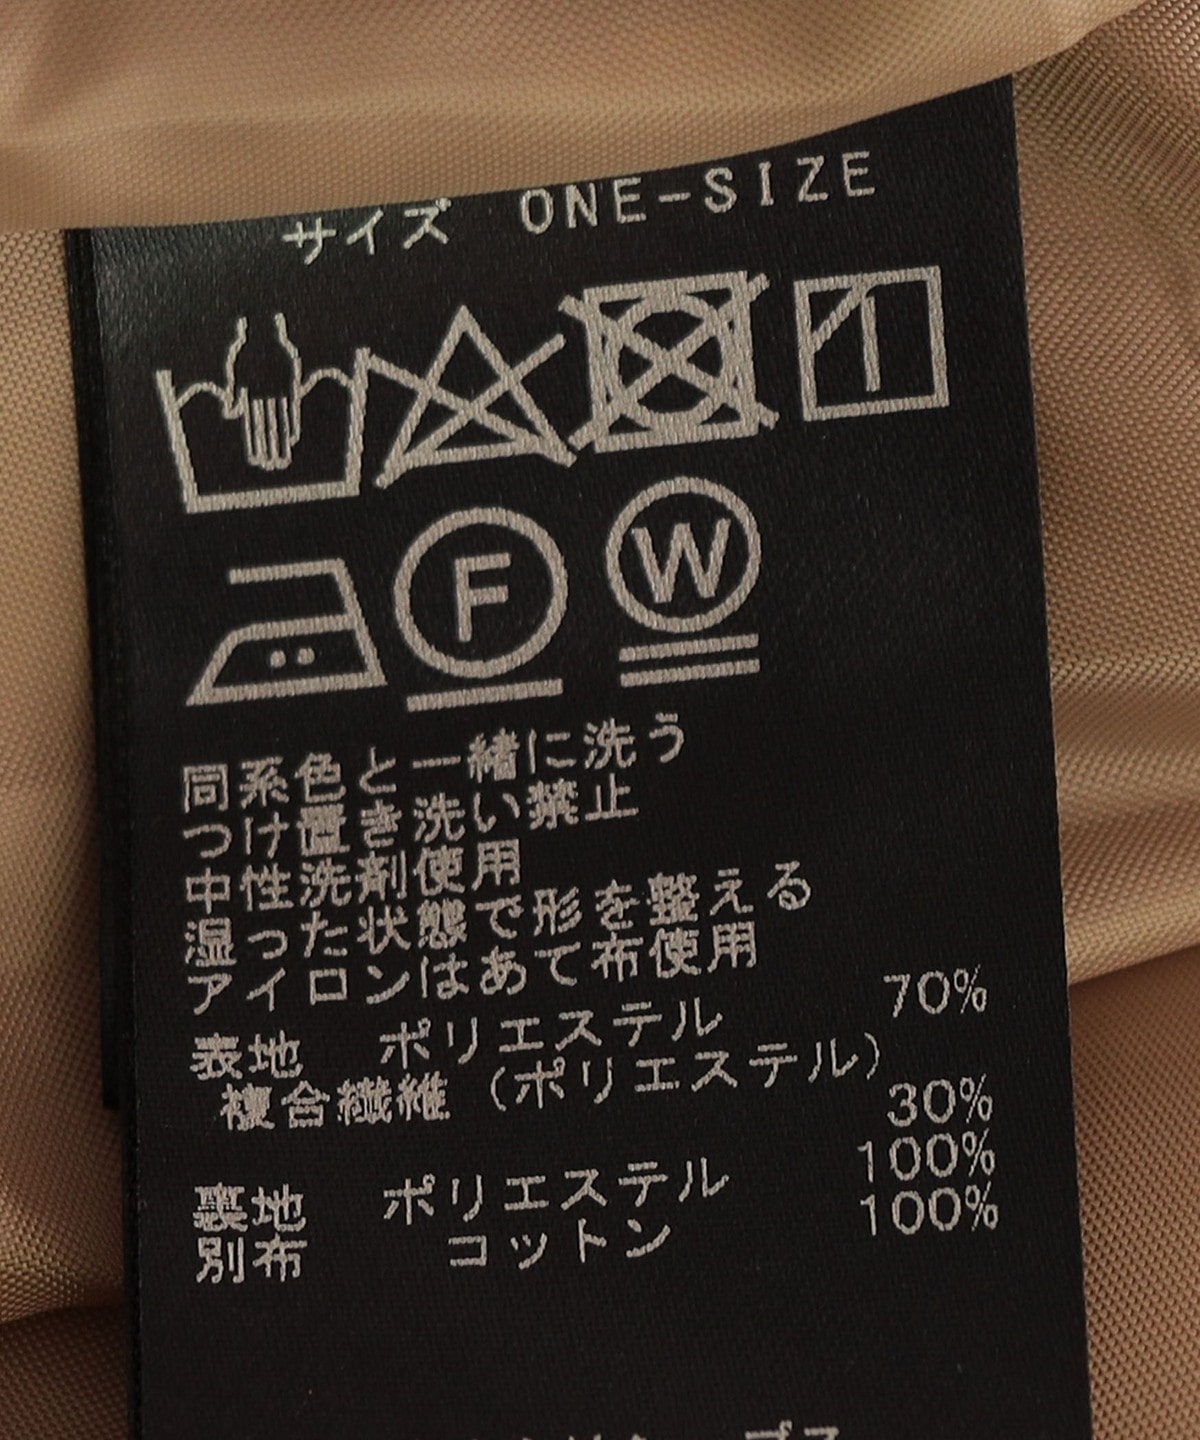 サイズ ONE-SIZE
F
W
同系色と一緒に洗う
つけ置き洗い禁止
中性洗剤使用
湿った状態で形を整える
アイロンはあて布使用
表地 ポリエステル 70%
複合繊維(ポリエステル)
30%
裏地 ポリエステル 100%
別布 コットン 100%